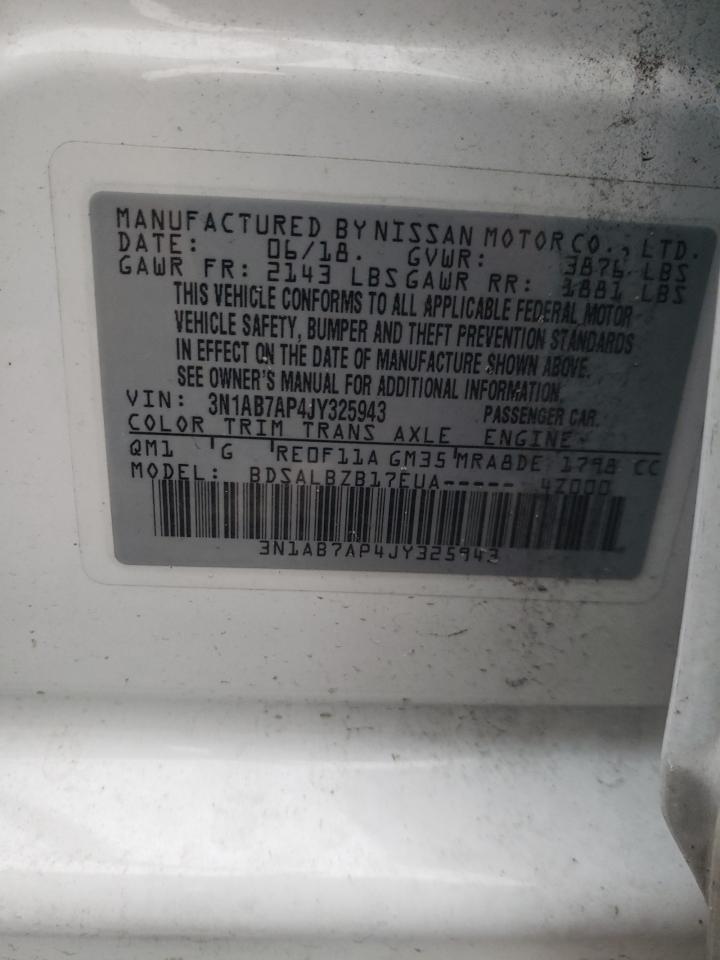 MANUFACTURED BY NISSAN MOTOR CO., LTD.
DATE: 06/18. GVWR: 3876 LBS
GAWR FR: 2143 LBS GAWR RR: 1881 LBS
THIS VEHICLE CONFORMS TO ALL APPLICABLE FEDERAL MOTOR
VEHICLE SAFETY, BUMPER AND THEFT PREVENTION STANDARDS
IN EFFECT ON THE DATE OF MANUFACTURE SHOWN ABOVE.
SEE OWNER'S MANUAL FOR ADDITIONAL INFORMATION.
VIN: 3N1AB7AP4JY325943 PASSENGER CAR.
COLOR TRIM TRANS AXLE ENGINE
QM1 G RE0F11A GM35 MRA8DE 1798 CC
MODEL: BDSALBZB17EUA----- 4Z000
3N1AB7AP4JY325943